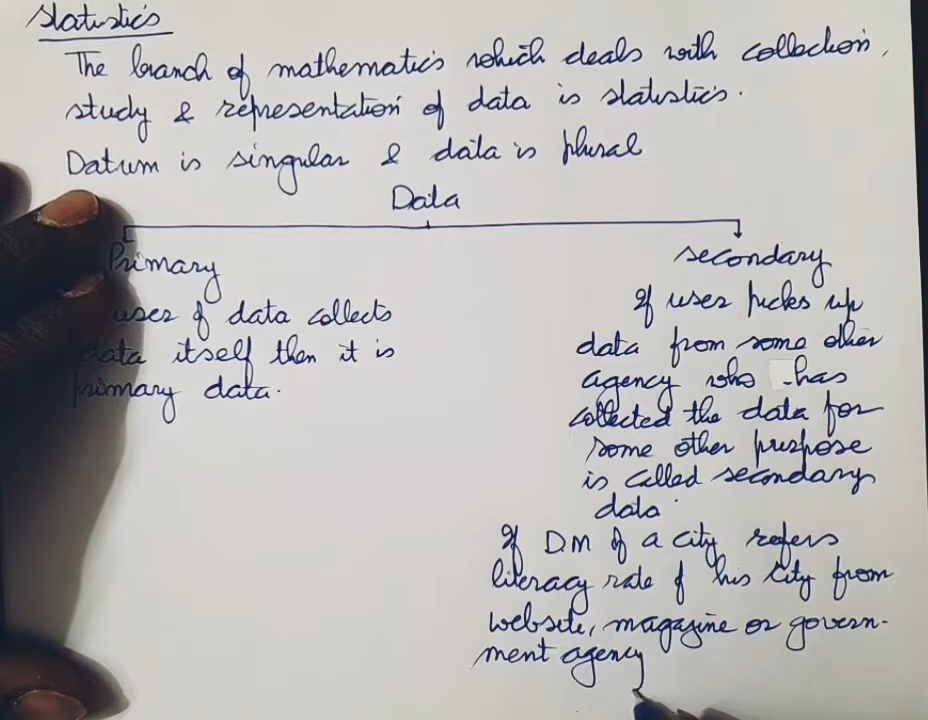 Statistics
The branch of mathematics which deals with collection,
study & representation of data is statistics.
Datum is singular & data is plural
Data
Primary
user of data collects
data itself then it is
primary data.
secondary
If user picks up
data from some other
agency who has
collected the data for
some other prespose
is called secondary
data.
If DM of a city refers
literacy rate of his city from
website, magazine or govern-
ment agency